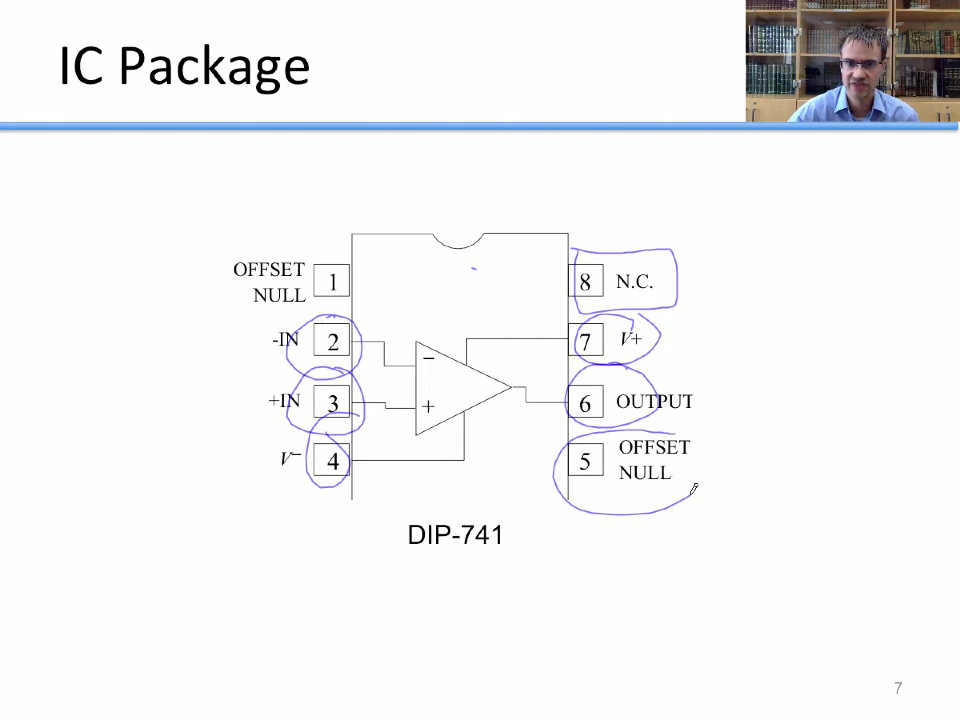 IC Package
OFFSET
NULL
1
8
N.C.
-IN
2
7
V+
−
+IN
3
+
6
OUTPUT
V−
4
5
OFFSET
NULL
DIP-741
7